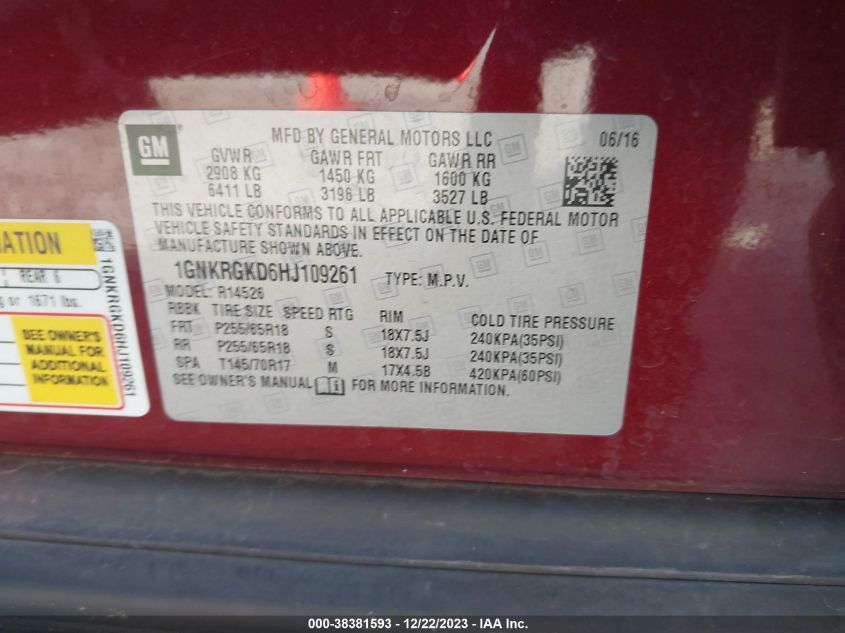 GM
MFD BY GENERAL MOTORS LLC 06/16
GVWR GAWR FRT GAWR RR
2908 KG 1450 KG 1600 KG
6411 LB 3196 LB 3527 LB
THIS VEHICLE CONFORMS TO ALL APPLICABLE U.S. FEDERAL MOTOR
VEHICLE SAFETY STANDARDS IN EFFECT ON THE DATE OF
MANUFACTURE SHOWN ABOVE.
1GNKRGKD6HJ109261 TYPE: M.P.V.
MODEL: R14526
RBBK TIRE SIZE SPEED RTG RIM COLD TIRE PRESSURE
FRT P255/65R18 S 18X7.5J 240KPA(35PSI)
RR P255/65R18 S 18X7.5J 240KPA(35PSI)
SPA T145/70R17 M 17X4.5B 420KPA(60PSI)
SEE OWNER'S MANUAL FOR MORE INFORMATION.
REAR
or 1671 lbs.
SEE OWNER'S
MANUAL FOR
ADDITIONAL
INFORMATION
1GNKRGKD6HJ109261
000-38381593 - 12/22/2023 - IAA Inc.